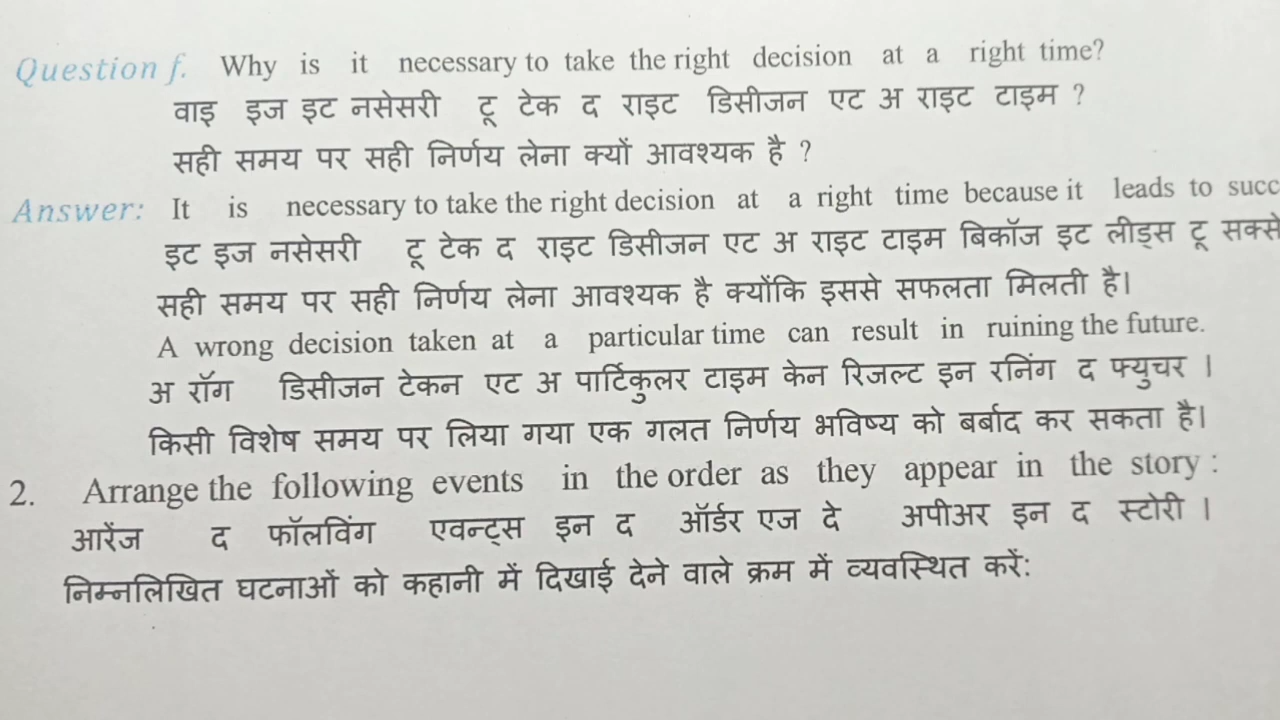 Question f. Why is it necessary to take the right decision at a right time?
वाइ इज इट नसेसरी टू टेक द राइट डिसीजन एट अ राइट टाइम ?
सही समय पर सही निर्णय लेना क्यों आवश्यक है ?
Answer: It is necessary to take the right decision at a right time because it leads to succ
इट इज नसेसरी टू टेक द राइट डिसीजन एट अ राइट टाइम बिकॉज इट लीड्स टू सक्से
सही समय पर सही निर्णय लेना आवश्यक है क्योंकि इससे सफलता मिलती है।
A wrong decision taken at a particular time can result in ruining the future.
अ रॉग डिसीजन टेकन एट अ पार्टिकुलर टाइम केन रिजल्ट इन रनिंग द फ्युचर ।
किसी विशेष समय पर लिया गया एक गलत निर्णय भविष्य को बर्बाद कर सकता है।
2. Arrange the following events in the order as they appear in the story :
आरेंज द फॉलविंग एवन्ट्स इन द ऑर्डर एज दे अपीअर इन द स्टोरी ।
निम्नलिखित घटनाओं को कहानी में दिखाई देने वाले क्रम में व्यवस्थित करें: